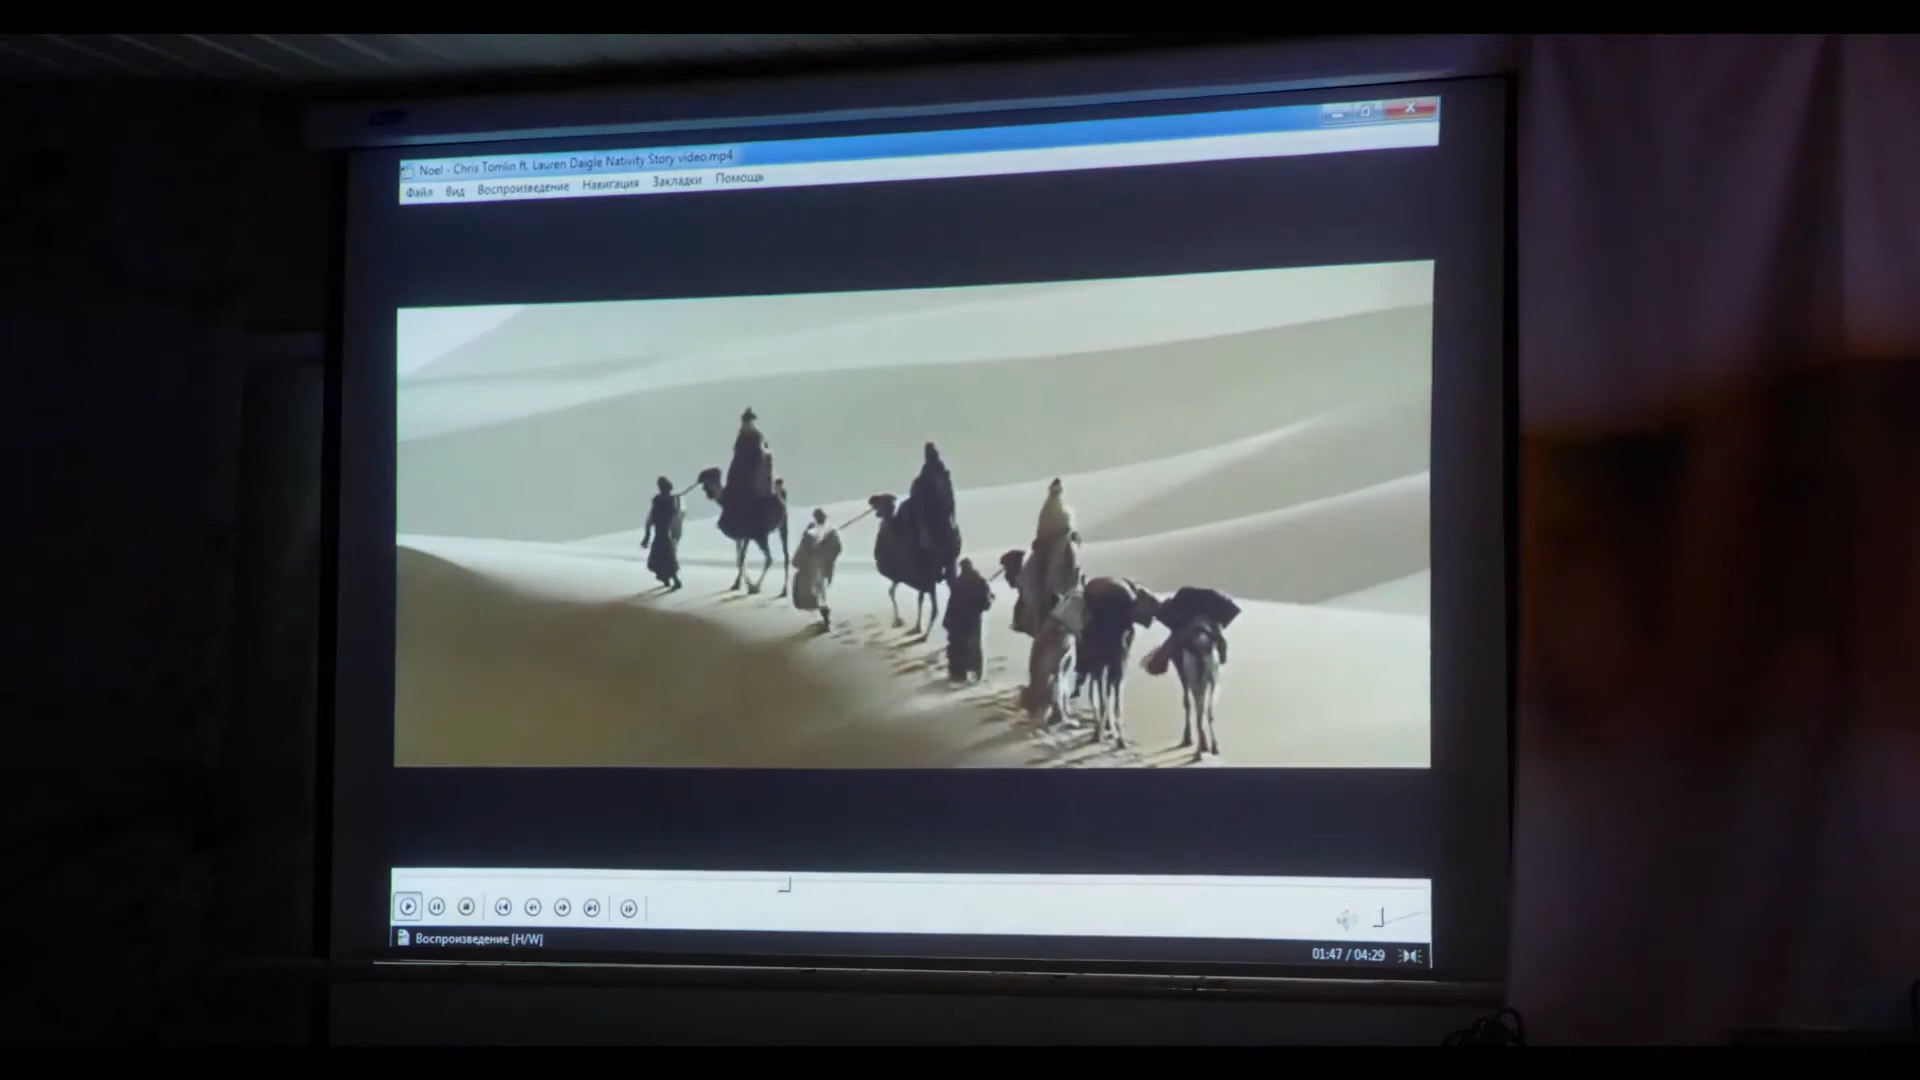 Noel - Chris Tomlin ft. Lauren Daigle Nativity Story video.mp4
Файл Вид Воспроизведение Навигация Закладки Помощь
Воспроизведение [H/W]
01:47 / 04:29